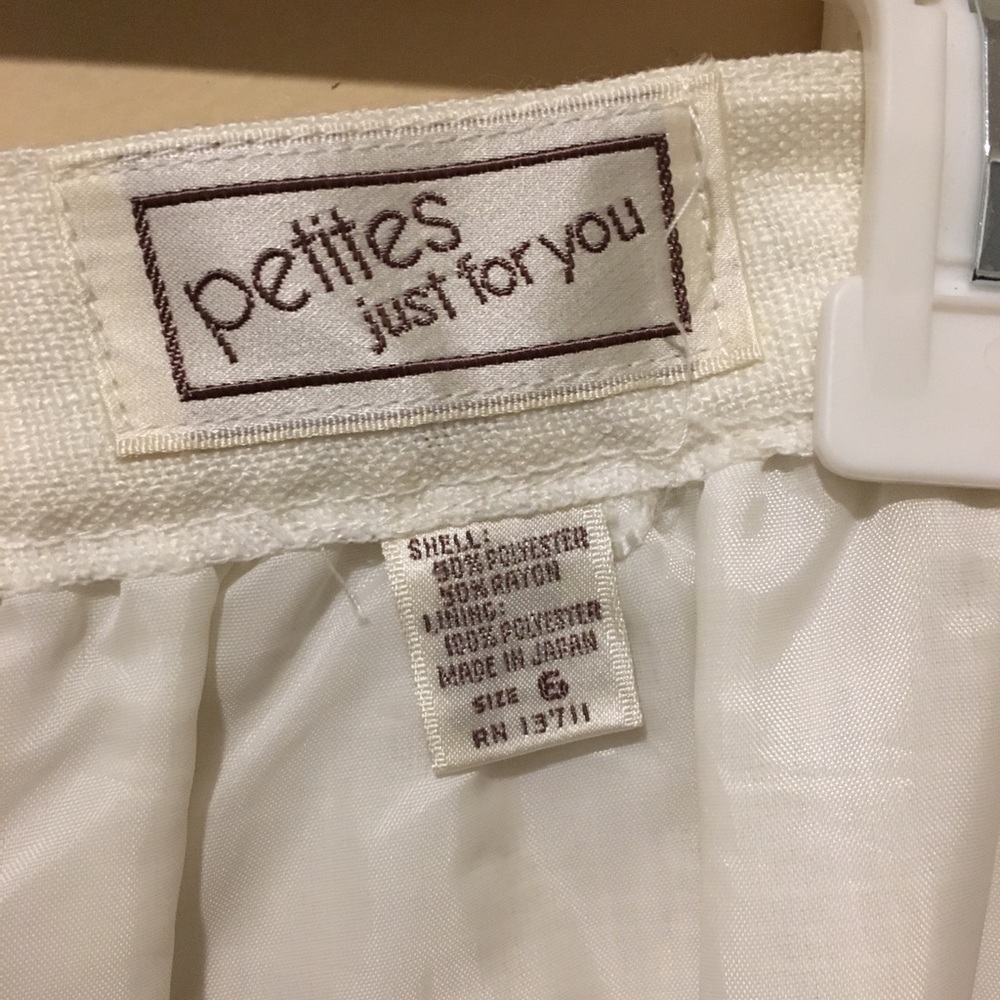 petites
just for you
SHELL:
50% POLYESTER
50% RAYON
LINING:
100% POLYESTER
MADE IN JAPAN
SIZE 6
RN 13711